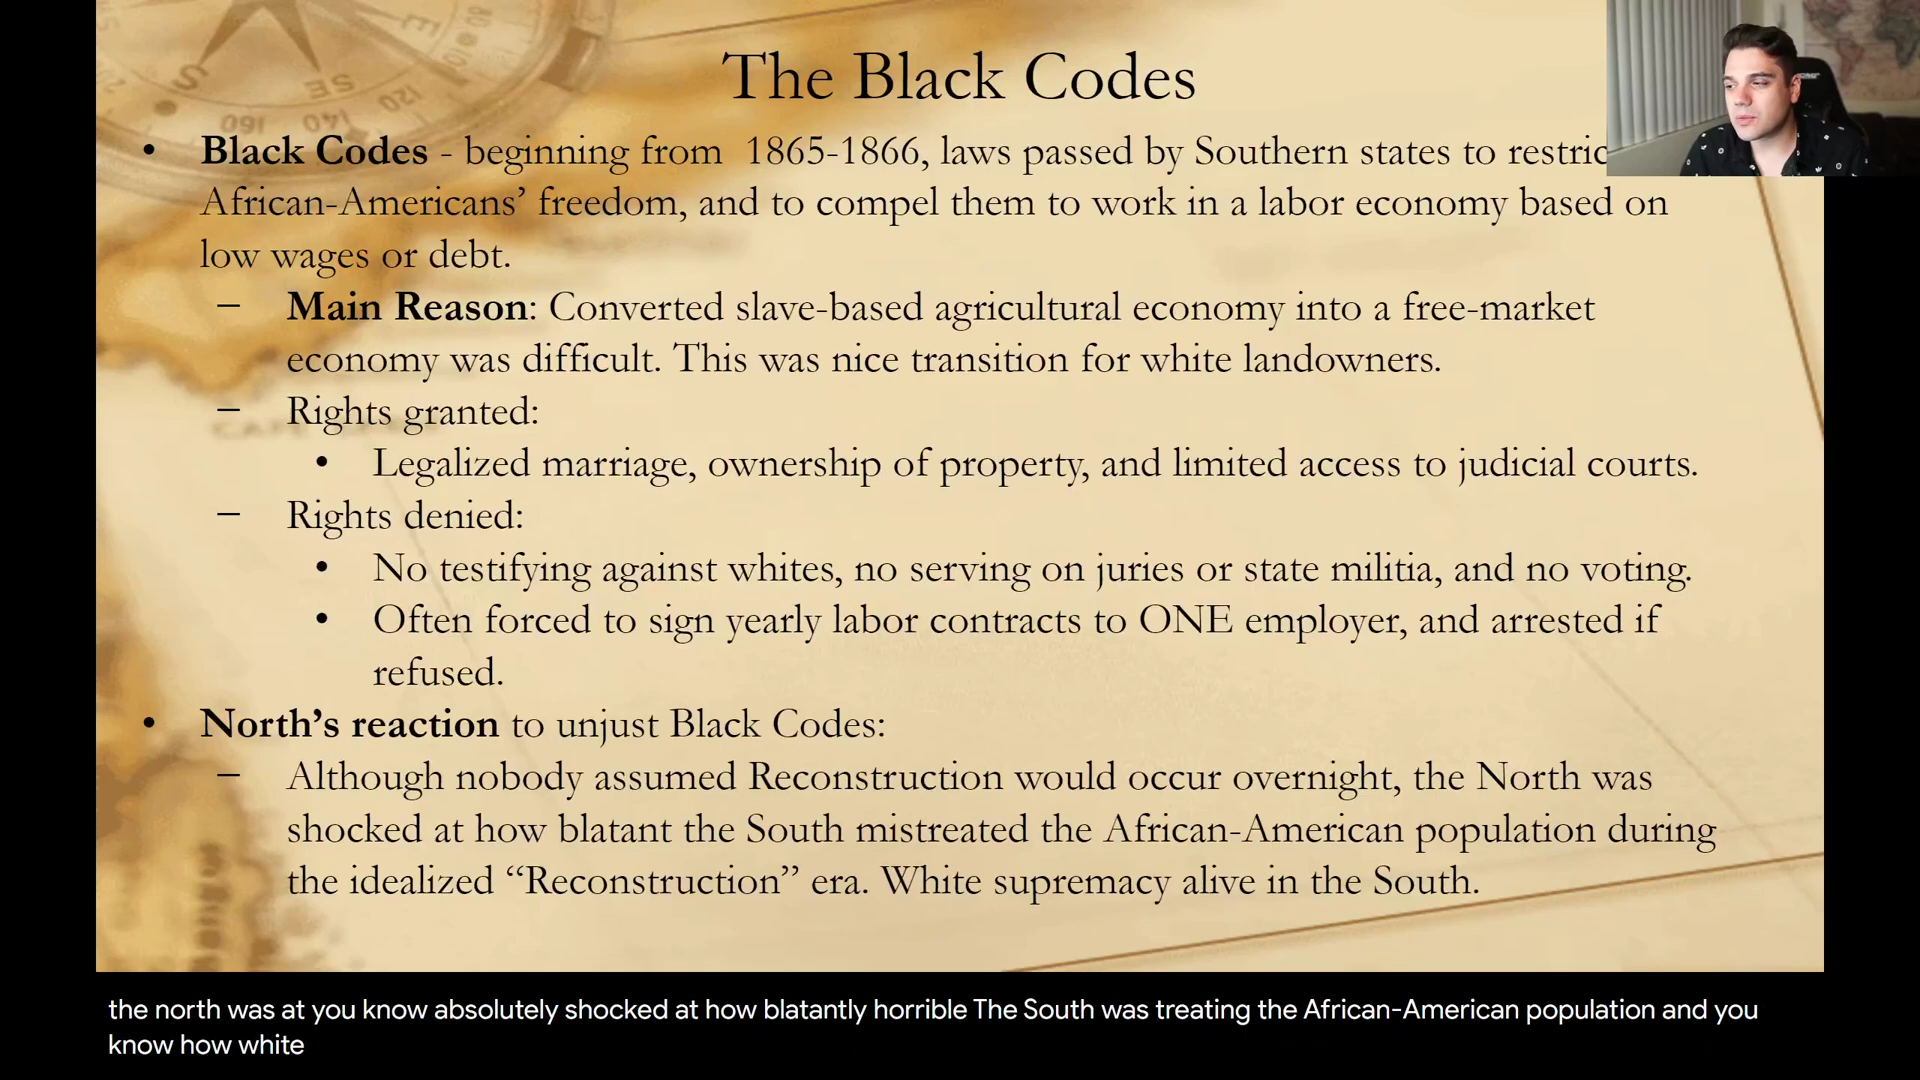 The Black Codes
• Black Codes - beginning from 1865-1866, laws passed by Southern states to restric
African-Americans’ freedom, and to compel them to work in a labor economy based on
low wages or debt.
– Main Reason: Converted slave-based agricultural economy into a free-market
economy was difficult. This was nice transition for white landowners.
– Rights granted:
• Legalized marriage, ownership of property, and limited access to judicial courts.
– Rights denied:
• No testifying against whites, no serving on juries or state militia, and no voting.
• Often forced to sign yearly labor contracts to ONE employer, and arrested if
refused.
• North’s reaction to unjust Black Codes:
– Although nobody assumed Reconstruction would occur overnight, the North was
shocked at how blatant the South mistreated the African-American population during
the idealized “Reconstruction” era. White supremacy alive in the South.
the north was at you know absolutely shocked at how blatantly horrible The South was treating the African-American population and you
know how white
S
SE
E
160
140
120